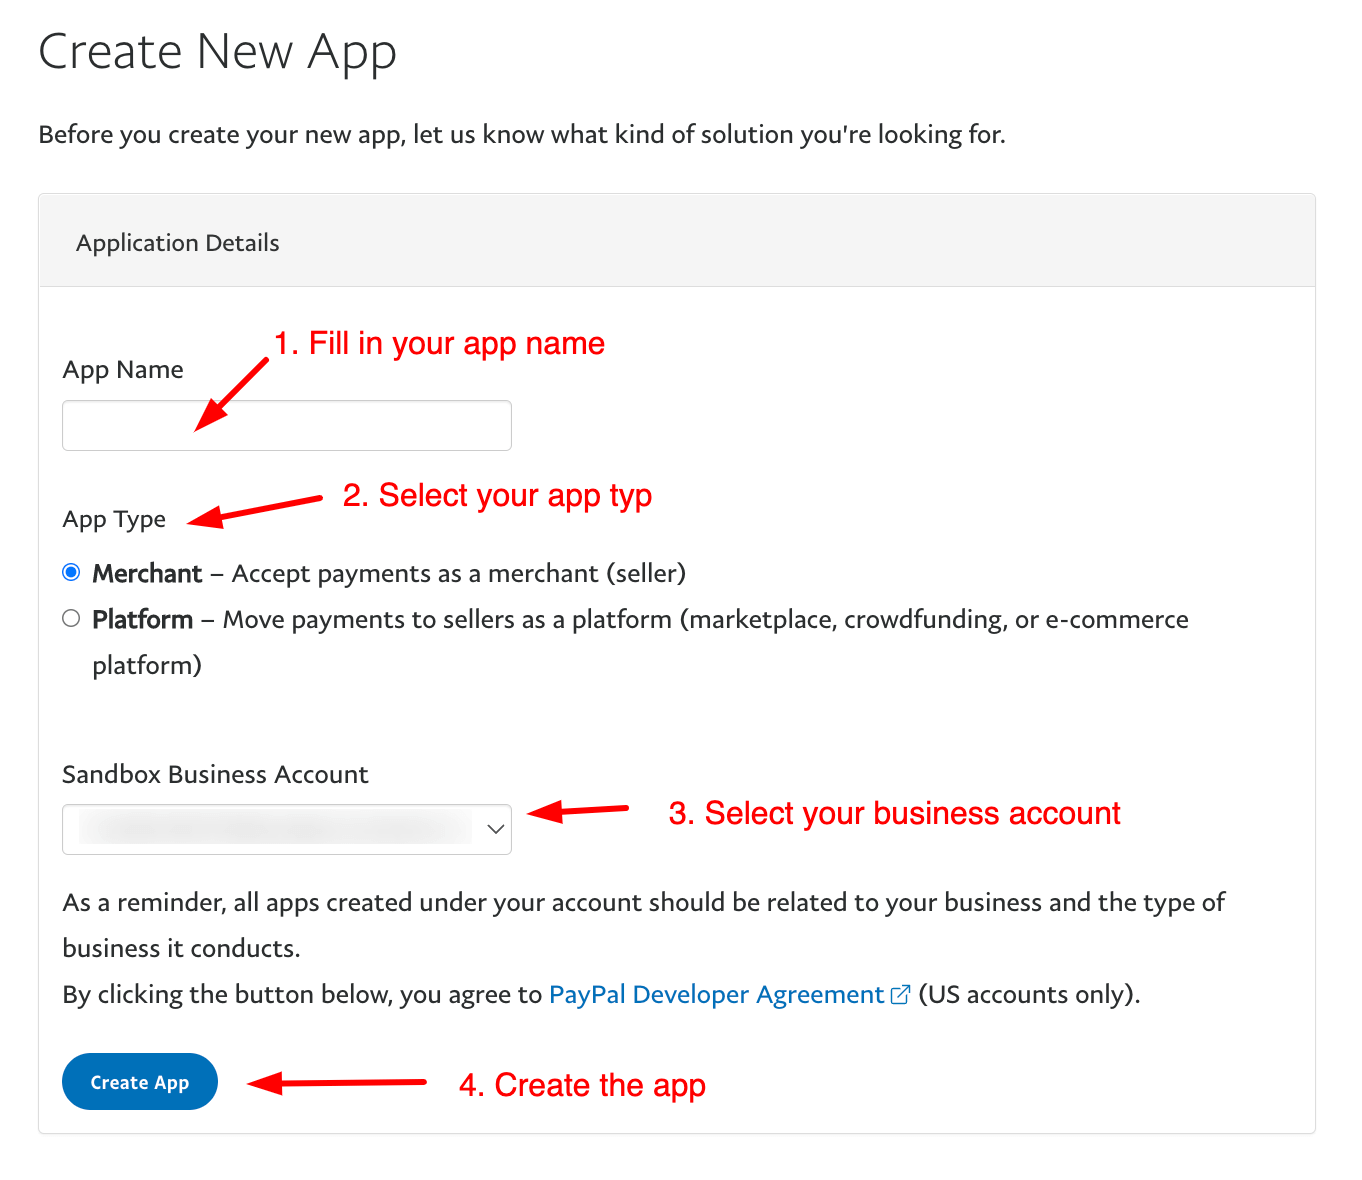 Create New App
Before you create your new app, let us know what kind of solution you're looking for.
Application Details
1. Fill in your app name
App Name
2. Select your app typ
App Type
Merchant – Accept payments as a merchant (seller)
Platform – Move payments to sellers as a platform (marketplace, crowdfunding, or e-commerce
platform)
Sandbox Business Account
3. Select your business account
As a reminder, all apps created under your account should be related to your business and the type of
business it conducts.
By clicking the button below, you agree to PayPal Developer Agreement (US accounts only).
Create App
4. Create the app